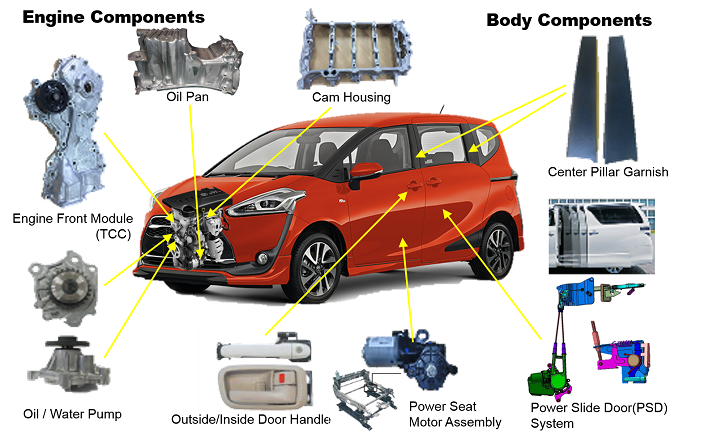 Engine Components
Body Components
Oil Pan
Cam Housing
Center Pillar Garnish
Engine Front Module
(TCC)
Oil / Water Pump
Outside/Inside Door Handle
Power Seat
Motor Assembly
Power Slide Door(PSD)
System